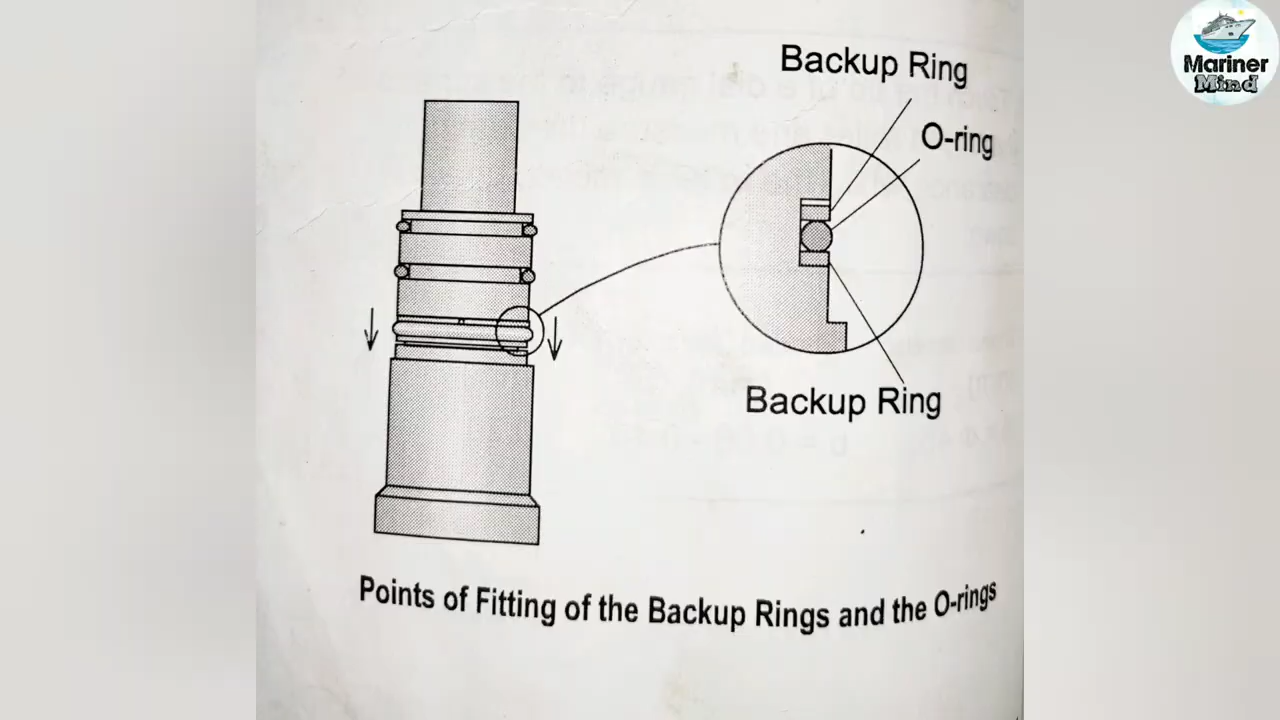 Mariner
Mind
Backup Ring
O-ring
Backup Ring
Points of Fitting of the Backup Rings and the O-rings